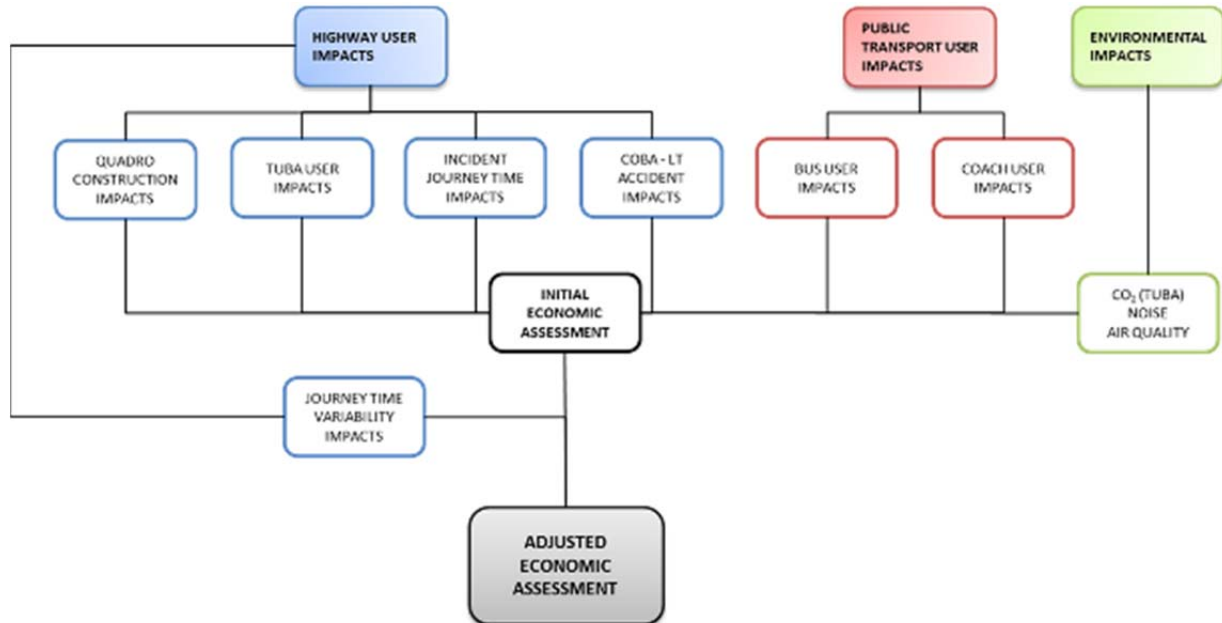 HIGHWAY USER
IMPACTS
PUBLIC
TRANSPORT USER
IMPACTS
ENVIRONMENTAL
IMPACTS
QUADRO
CONSTRUCTION
IMPACTS
TUBA USER
IMPACTS
INCIDENT
JOURNEY TIME
IMPACTS
COBA - LT
ACCIDENT
IMPACTS
BUS USER
IMPACTS
COACH USER
IMPACTS
INITIAL
ECONOMIC
ASSESSMENT
CO₂ (TUBA)
NOISE
AIR QUALITY
JOURNEY TIME
VARIABILITY
IMPACTS
ADJUSTED
ECONOMIC
ASSESSMENT